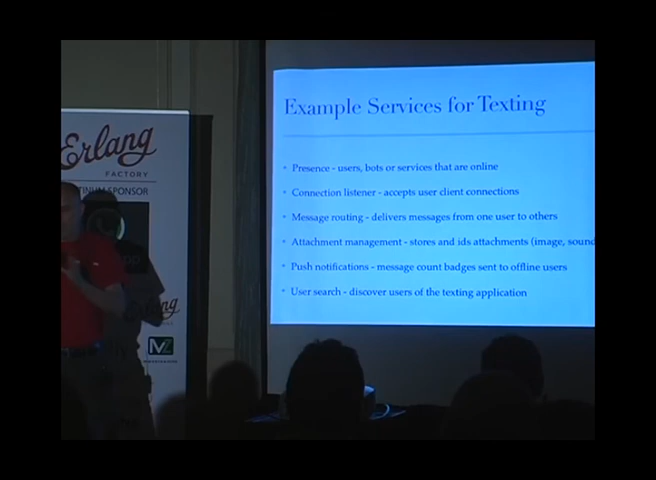 Example Services for Texting
Presence - users, bots or services that are online
Connection listener - accepts user client connections
Message routing - delivers messages from one user to others
Attachment management - stores and ids attachments (image, sound
Push notifications - message count badges sent to offline users
User search - discover users of the texting application
Erlang
FACTORY
SPONSOR